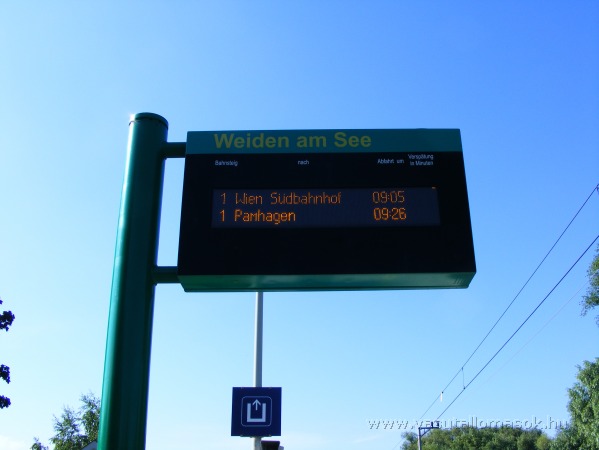 Weiden am See
Bahnsteig nach Abfahrt um Verspätung in Minuten
1 Wien Südbahnhof 09:05
1 Pamhagen 09:26
www.vasutallomasok.hu